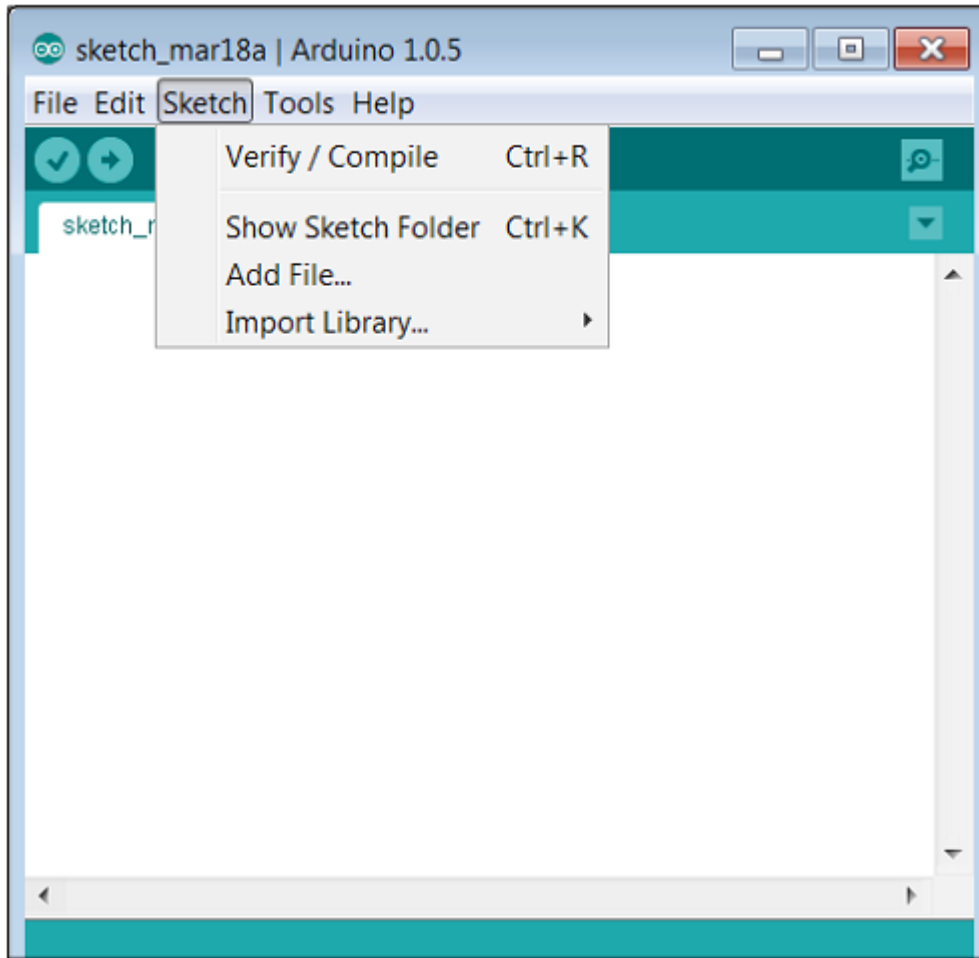 sketch_mar18a | Arduino 1.0.5
File Edit Sketch Tools Help
Verify / Compile Ctrl+R
sketch_
Show Sketch Folder Ctrl+K
Add File...
Import Library...